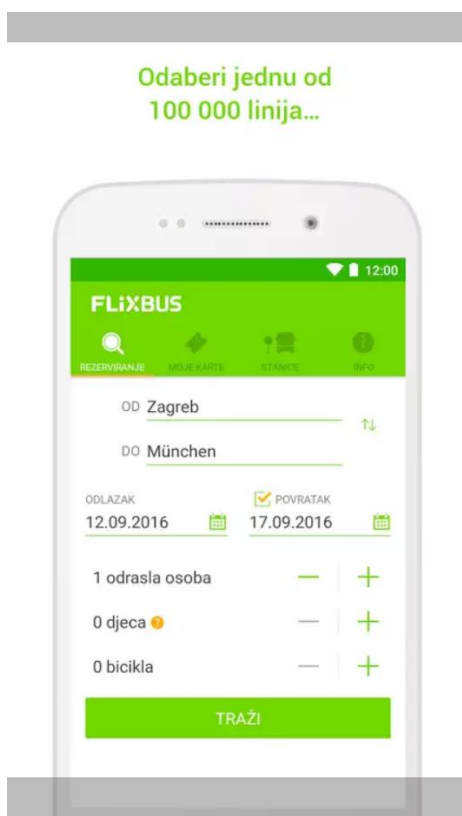 Odaberi jednu od
100 000 linija...
12:00
FLiXBUS
REZERVIRANJE MOJE KARTE STANICE INFO
OD Zagreb
DO München
ODLAZAK POVRATAK
12.09.2016 17.09.2016
1 odrasla osoba
0 djeca ?
0 bicikla
TRAŽI